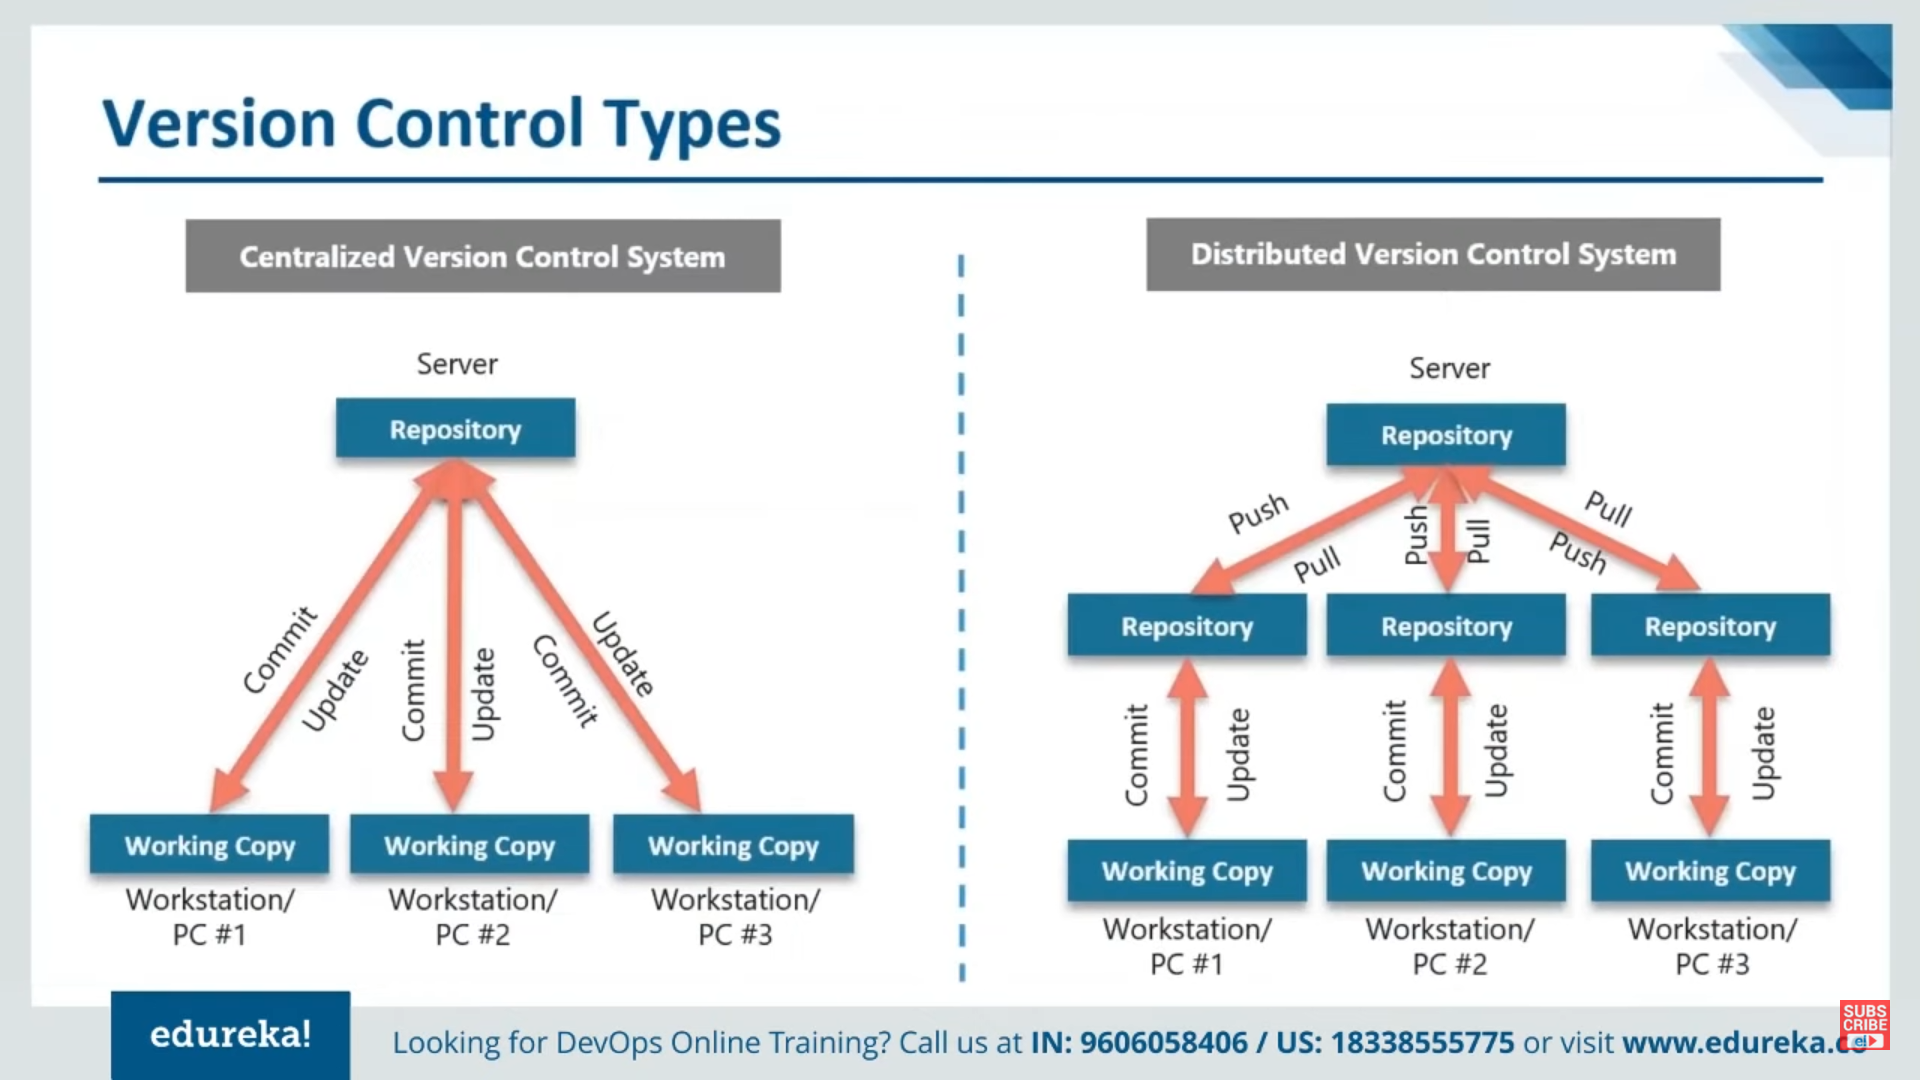 Version Control Types
Centralized Version Control System
Server
Repository
Commit
Update
Commit
Update
Commit
Update
Working Copy
Working Copy
Working Copy
Workstation/
PC #1
Workstation/
PC #2
Workstation/
PC #3
Distributed Version Control System
Server
Repository
Push
Pull
Push
Pull
Pull
Push
Repository
Repository
Repository
Commit
Update
Commit
Update
Commit
Update
Working Copy
Working Copy
Working Copy
Workstation/
PC #1
Workstation/
PC #2
Workstation/
PC #3
edureka!
Looking for DevOps Online Training? Call us at IN: 9606058406 / US: 18338555775 or visit www.edureka.co
SUBS
CRIBE
e!